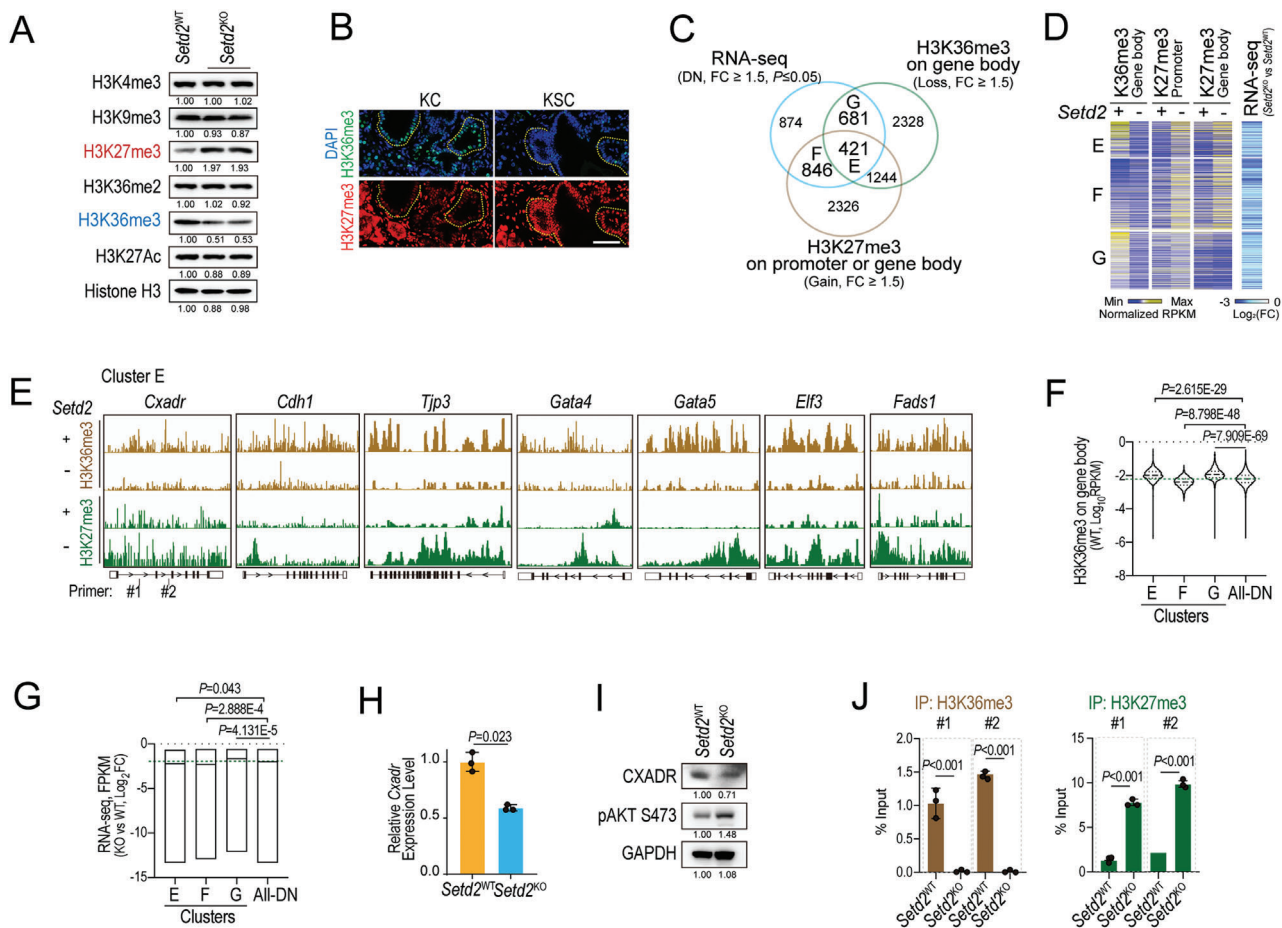 A
Setd2WT
Setd2KO
H3K4me3
1.00 1.00 1.02
H3K9me3
1.00 0.93 0.87
H3K27me3
1.00 1.97 1.93
H3K36me2
1.00 1.02 0.92
H3K36me3
1.00 0.51 0.53
H3K27Ac
1.00 0.88 0.89
Histone H3
1.00 0.88 0.98
B
KC KSC
DAPI
H3K36me3
H3K27me3
C
RNA-seq
(DN, FC ≥ 1.5, P≤0.05)
H3K36me3
on gene body
(Loss, FC ≥ 1.5)
874
G
681
2328
F
846
421
E
1244
2326
H3K27me3
on promoter or gene body
(Gain, FC ≥ 1.5)
D
K36me3
Gene body
K27me3
Promoter
K27me3
Gene body
RNA-seq
(Setd2KO vs Setd2WT)
Setd2 + - + - + -
E
F
G
Min Max
Normalized RPKM
-3 0
Log₂(FC)
E
Cluster E
Setd2
Cxadr Cdh1 Tjp3 Gata4 Gata5 Elf3 Fads1
+
-
H3K36me3
+
-
H3K27me3
Primer: #1 #2
F
P=2.615E-29
P=8.798E-48
P=7.909E-69
H3K36me3 on gene body
(WT, Log₁₀RPKM)
0
-2
-4
-6
-8
E F G All-DN
Clusters
G
P=0.043
P=2.888E-4
P=4.131E-5
RNA-seq, FPKM
(KO vs WT, Log₂FC)
0
-5
-10
-15
E F G All-DN
Clusters
H
P=0.023
Relative Cxadr
Expression Level
1.0
0.5
0.0
Setd2WT Setd2KO
I
Setd2WT
Setd2KO
CXADR
1.00 0.71
pAKT S473
1.00 1.48
GAPDH
1.00 1.08
J
IP: H3K36me3
#1 #2
P<0.001
P<0.001
% Input
2.0
1.5
1.0
0.5
0.0
Setd2WT
Setd2KO
Setd2WT
Setd2KO
IP: H3K27me3
#1 #2
P<0.001
P<0.001
% Input
15
10
5
0
Setd2WT
Setd2KO
Setd2WT
Setd2KO